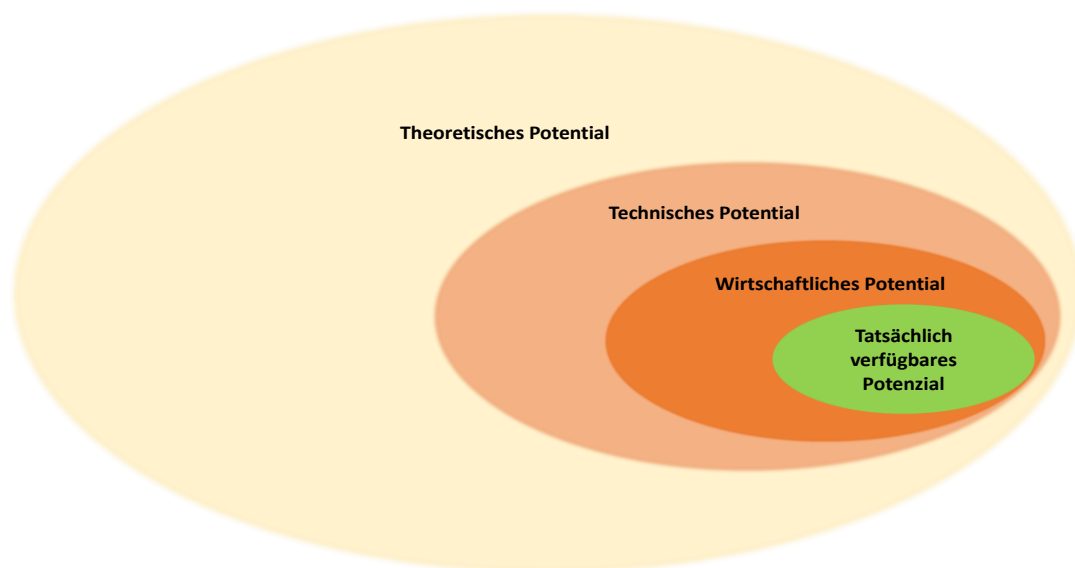 Theoretisches Potential
Technisches Potential
Wirtschaftliches Potential
Tatsächlich
verfügbares
Potenzial